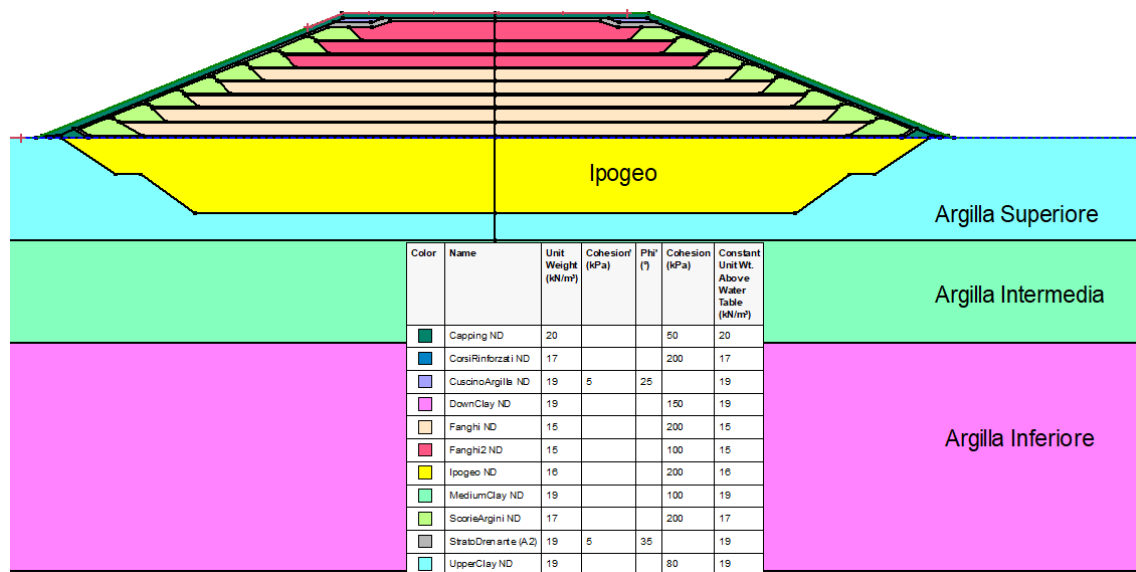 Ipogeo
Argilla Superiore
Argilla Intermedia
Argilla Inferiore
Color Name Unit Weight (kN/m³) Cohesion' (kPa) Phi' (°) Cohesion (kPa) Constant Unit Wt. Above Water Table (kN/m³)
Capping ND 20 50 20
CorsiRinforzati ND 17 200 17
CuscinoArgilla ND 19 5 25 19
DownClay ND 19 150 19
Fanghi ND 15 200 15
Fanghi2 ND 15 100 15
Ipogeo ND 16 200 16
MediumClay ND 19 100 19
ScorieArgini ND 17 200 17
StratoDrenante (A2) 19 5 35 19
UpperClay ND 19 80 19